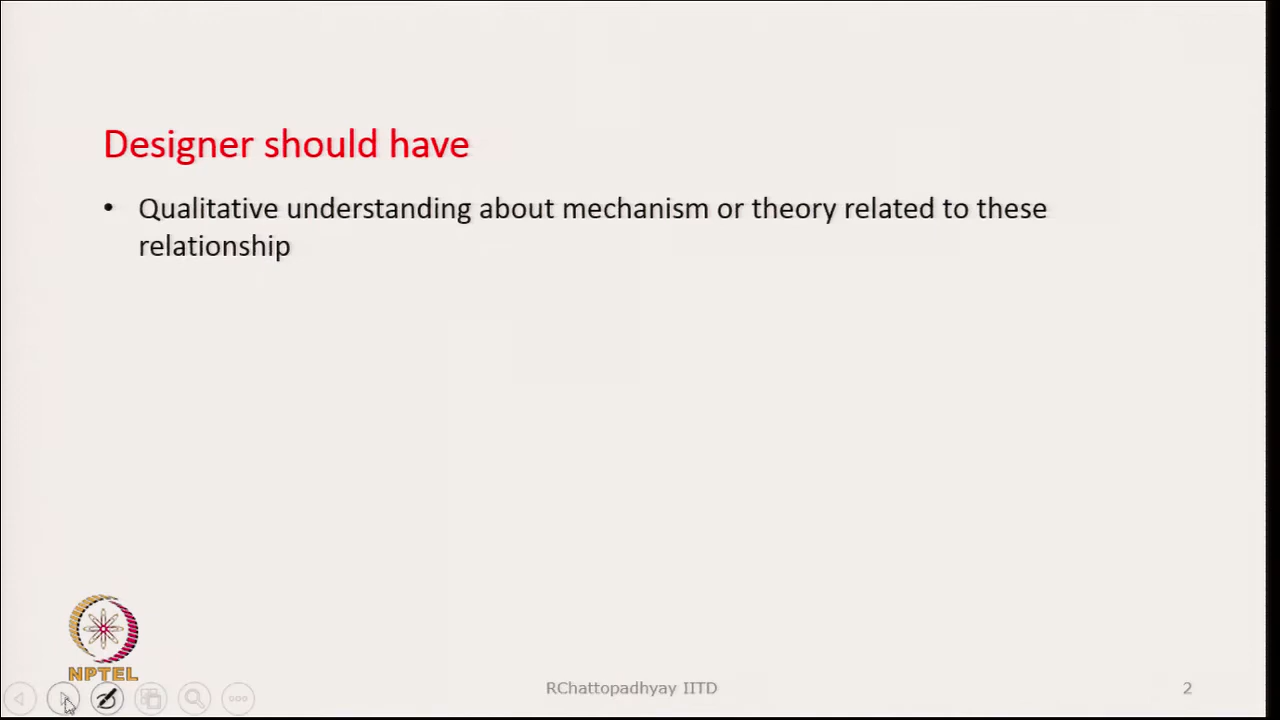 Designer should have
• Qualitative understanding about mechanism or theory related to these
relationship
NPTEL
RChattopadhyay IITD
2